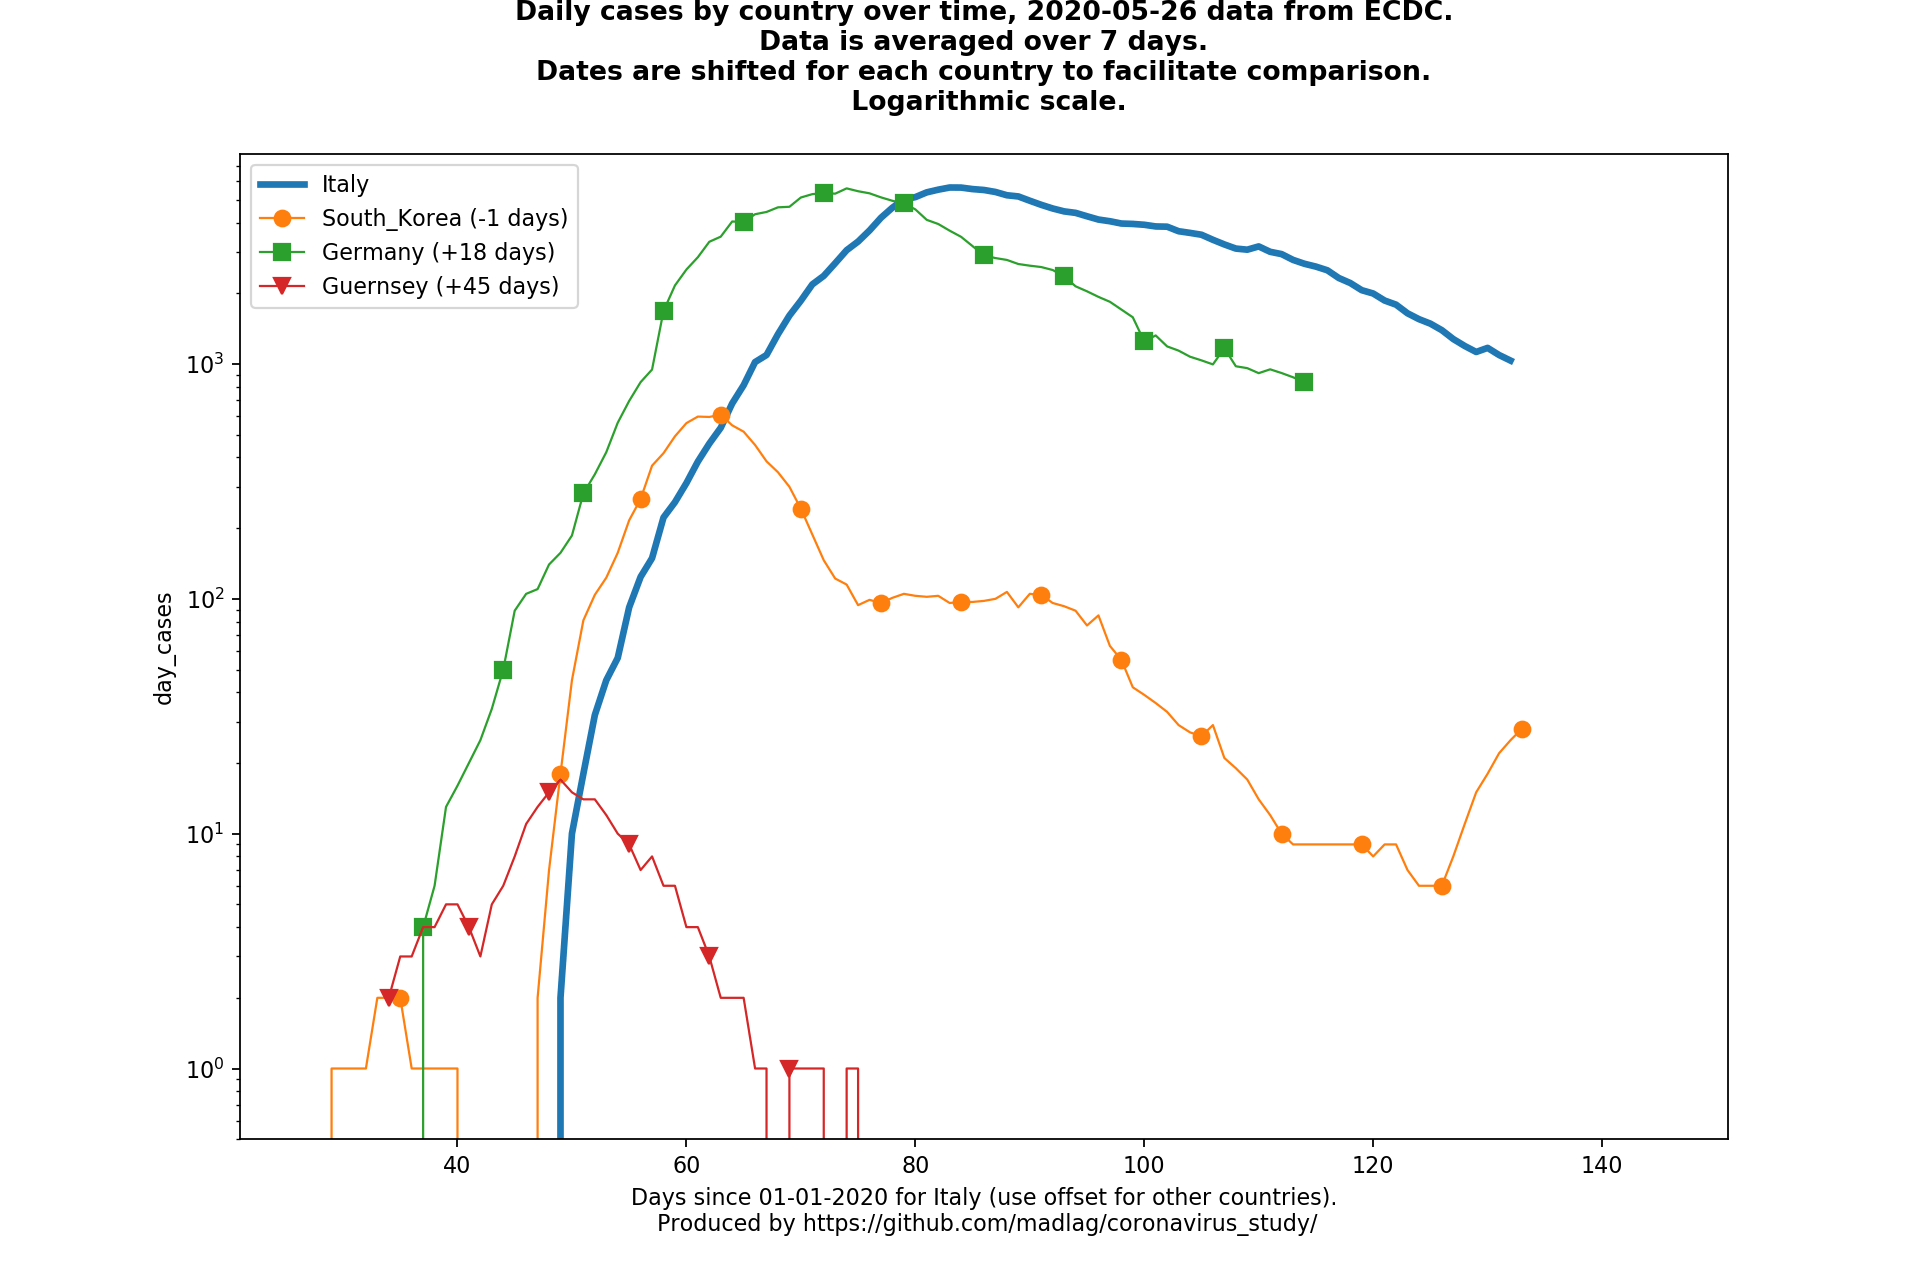 Daily cases by country over time, 2020-05-26 data from ECDC.
Data is averaged over 7 days.
Dates are shifted for each country to facilitate comparison.
Logarithmic scale.
Italy
South_Korea (-1 days)
Germany (+18 days)
Guernsey (+45 days)
10³
10²
10¹
10⁰
day_cases
40 60 80 100 120 140
Days since 01-01-2020 for Italy (use offset for other countries).
Produced by https://github.com/madlag/coronavirus_study/